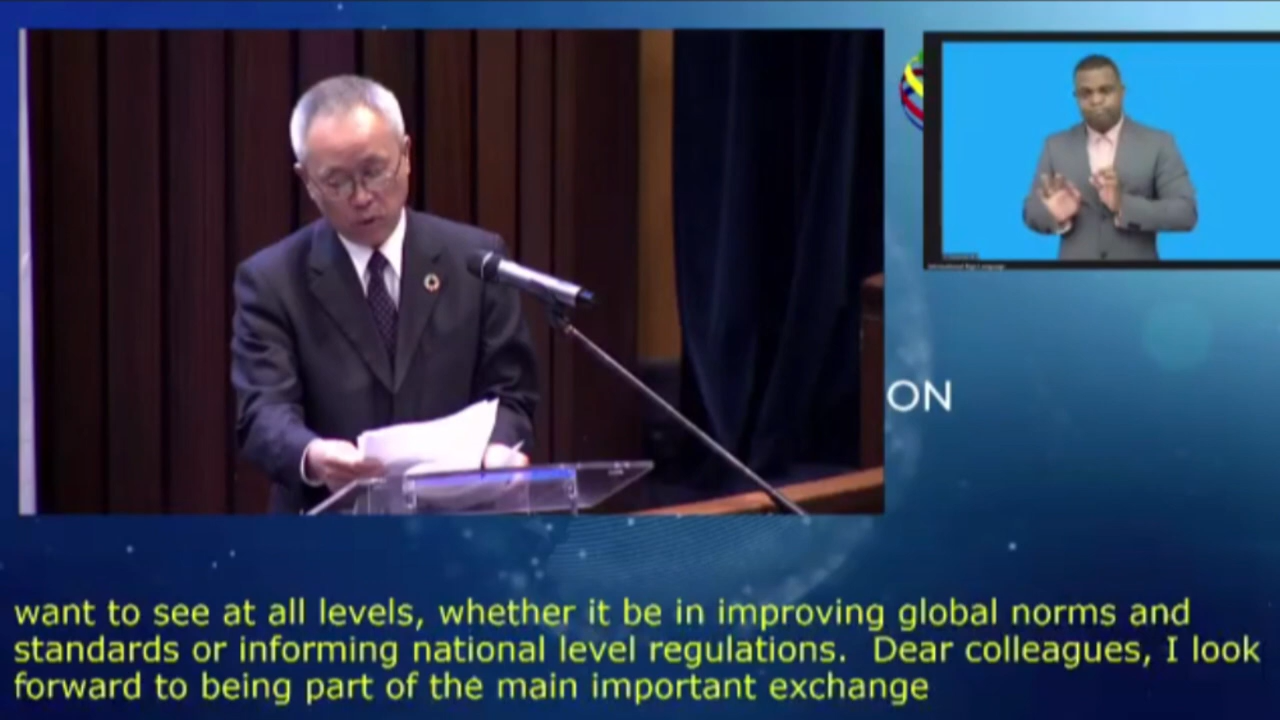 ON
want to see at all levels, whether it be in improving global norms and
standards or informing national level regulations.  Dear colleagues, I look
forward to being part of the main important exchange